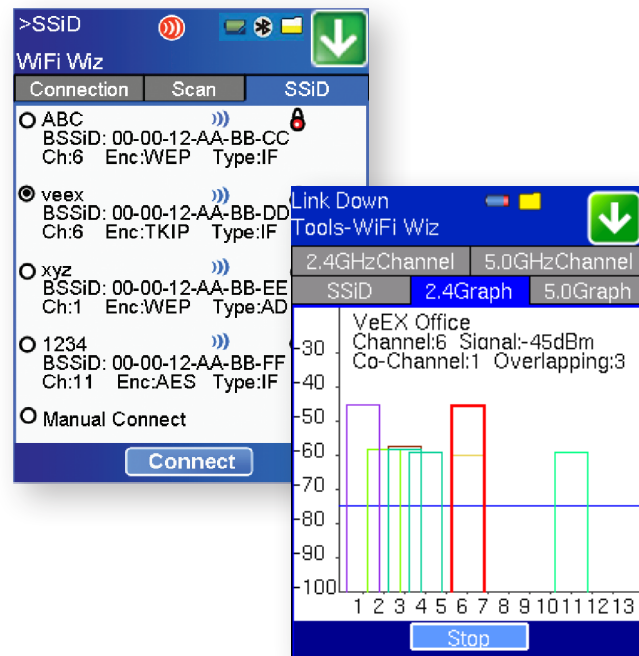 >SSiD
WiFi Wiz
Connection Scan SSiD
ABC
BSSiD: 00-00-12-AA-BB-CC
Ch:6 Enc:WEP Type:IF
veex
BSSiD: 00-00-12-AA-BB-DD
Ch:6 Enc:TKIP Type:IF
xyz
BSSiD: 00-00-12-AA-BB-EE
Ch:1 Enc:WEP Type:AD
1234
BSSiD: 00-00-12-AA-BB-FF
Ch:11 Enc:AES Type:IF
Manual Connect
Connect
Link Down
Tools-WiFi Wiz
2.4GHzChannel 5.0GHzChannel
SSiD 2.4Graph 5.0Graph
VeEX Office
Channel:6 Signal:-45dBm
Co-Channel:1 Overlapping:3
-30
-40
-50
-60
-70
-80
-90
-100
1 2 3 4 5 6 7 8 9 10 11 12 13
Stop